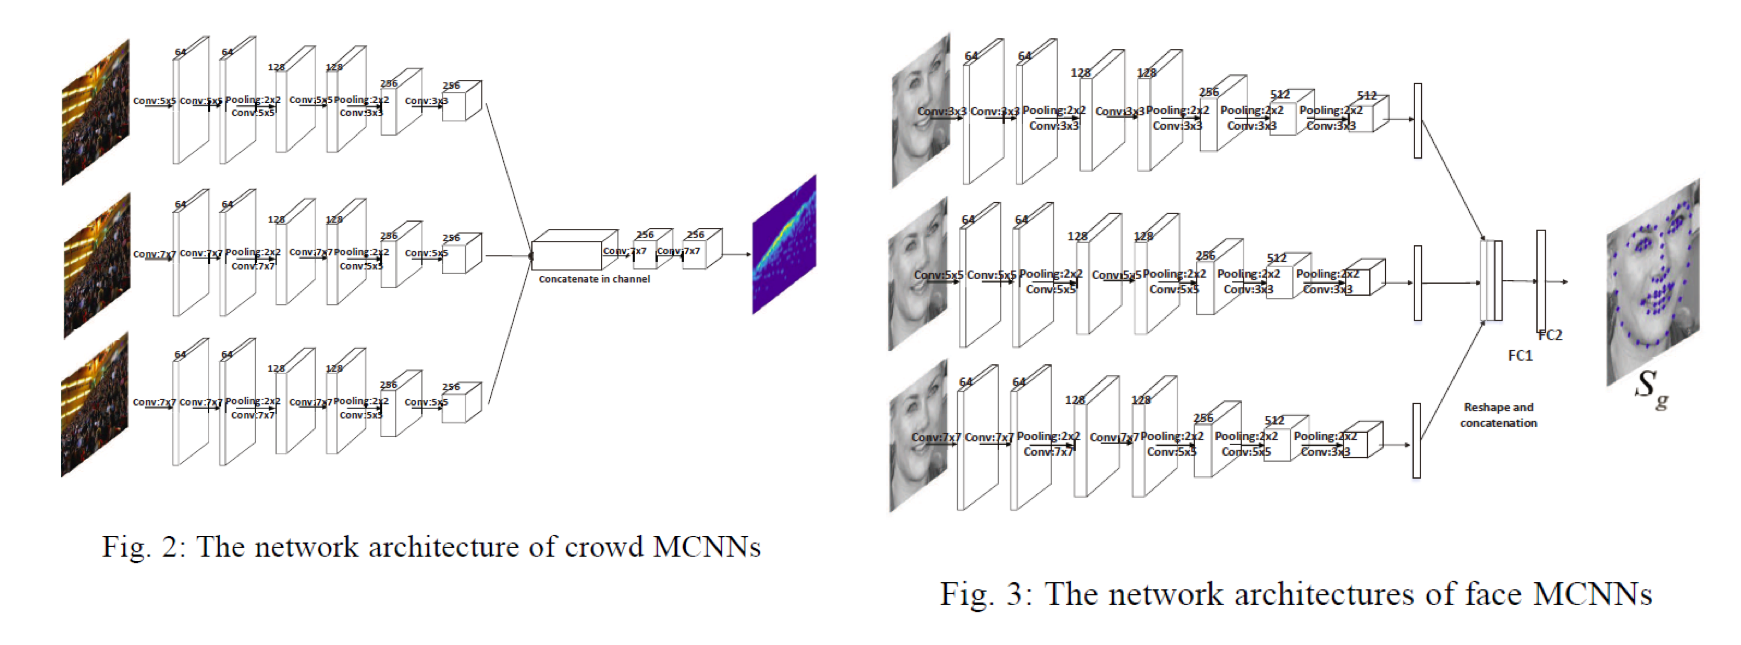 64 64 128 128 256 256
Conv:5x5 Conv:5x5 Pooling:2x2 Conv:5x5 Pooling:2x2 Conv:3x3
Conv:5x5 Conv:3x3
64 64 128 128 256 256
Conv:7x7 Conv:7x7 Pooling:2x2 Conv:7x7 Pooling:2x2 Conv:5x5
Conv:7x7 Conv:5x5
256 256
Conv:7x7 Conv:7x7
Concatenate in channel
64 64 128 128 256 256
Conv:7x7 Conv:7x7 Pooling:2x2 Conv:7x7 Pooling:2x2 Conv:5x5
Conv:7x7 Conv:5x5
Fig. 2: The network architecture of crowd MCNNs
64 64 128 128 256 512 512
Conv:3x3 Conv:3x3 Pooling:2x2 Conv:3x3 Pooling:2x2 Pooling:2x2 Pooling:2x2
Conv:3x3 Conv:3x3 Conv:3x3 Conv:3x3
64 64 128 128 256 512
Conv:5x5 Conv:5x5 Pooling:2x2 Conv:5x5 Pooling:2x2 Pooling:2x2 Pooling:2x2
Conv:5x5 Conv:5x5 Conv:3x3 Conv:3x3
64 64 128 128 256 512
Conv:7x7 Conv:7x7 Pooling:2x2 Conv:7x7 Pooling:2x2 Pooling:2x2 Pooling:2x2
Conv:7x7 Conv:5x5 Conv:5x5 Conv:3x3
FC1
FC2
Reshape and
concatenation
Sg
Fig. 3: The network architectures of face MCNNs